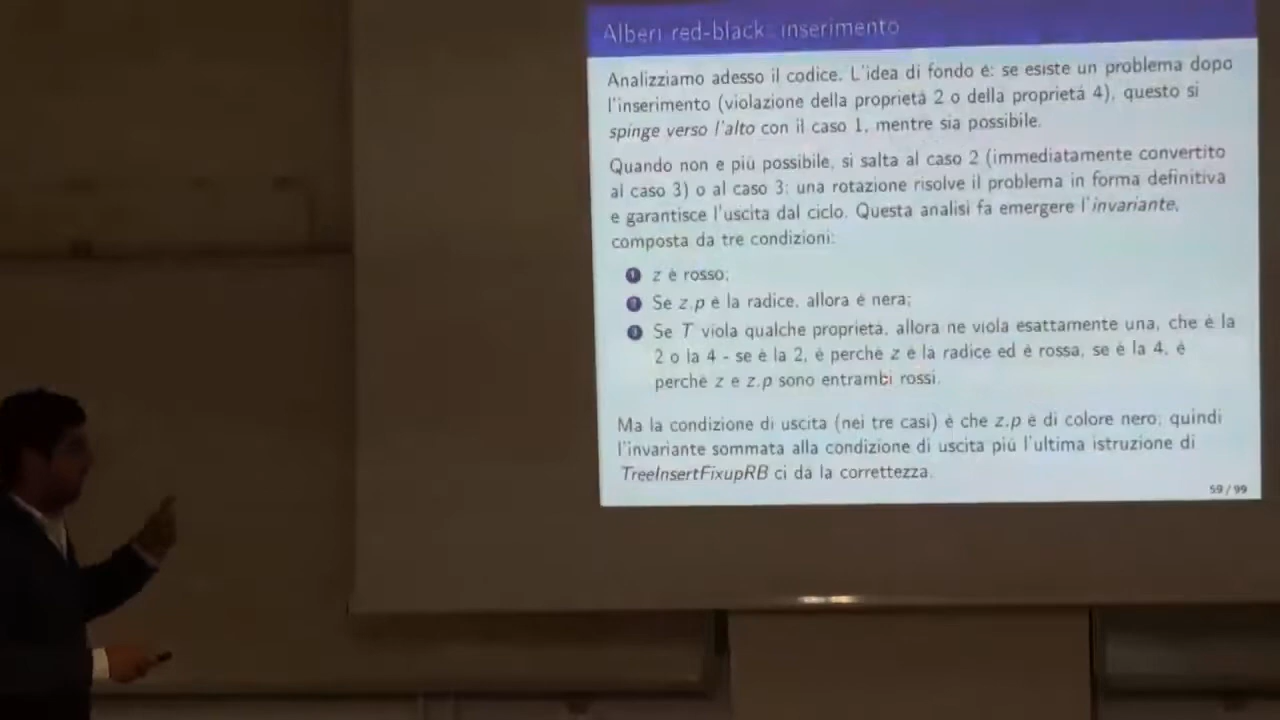 Alberi red-black: inserimento
Analizziamo adesso il codice. L'idea di fondo é: se esiste un problema dopo
l'inserimento (violazione della proprietá 2 o della proprietá 4), questo si
spinge verso l'alto con il caso 1, mentre sia possibile.
Quando non e piú possibile, si salta al caso 2 (immediatamente convertito
al caso 3) o al caso 3: una rotazione risolve il problema in forma definitiva
e garantisce l'uscita dal ciclo. Questa analisi fa emergere l'invariante,
composta da tre condizioni:
1 z é rosso;
2 Se z.p é la radice, allora é nera;
3 Se T viola qualche proprietá, allora ne viola esattamente una, che é la
2 o la 4 - se é la 2, é perché z é la radice ed é rossa, se é la 4, é
perché z e z.p sono entrambi rossi.
Ma la condizione di uscita (nei tre casi) é che z.p é di colore nero; quindi
l'invariante sommata alla condizione di uscita piú l'ultima istruzione di
TreeInsertFixupRB ci dá la correttezza.
59 / 99